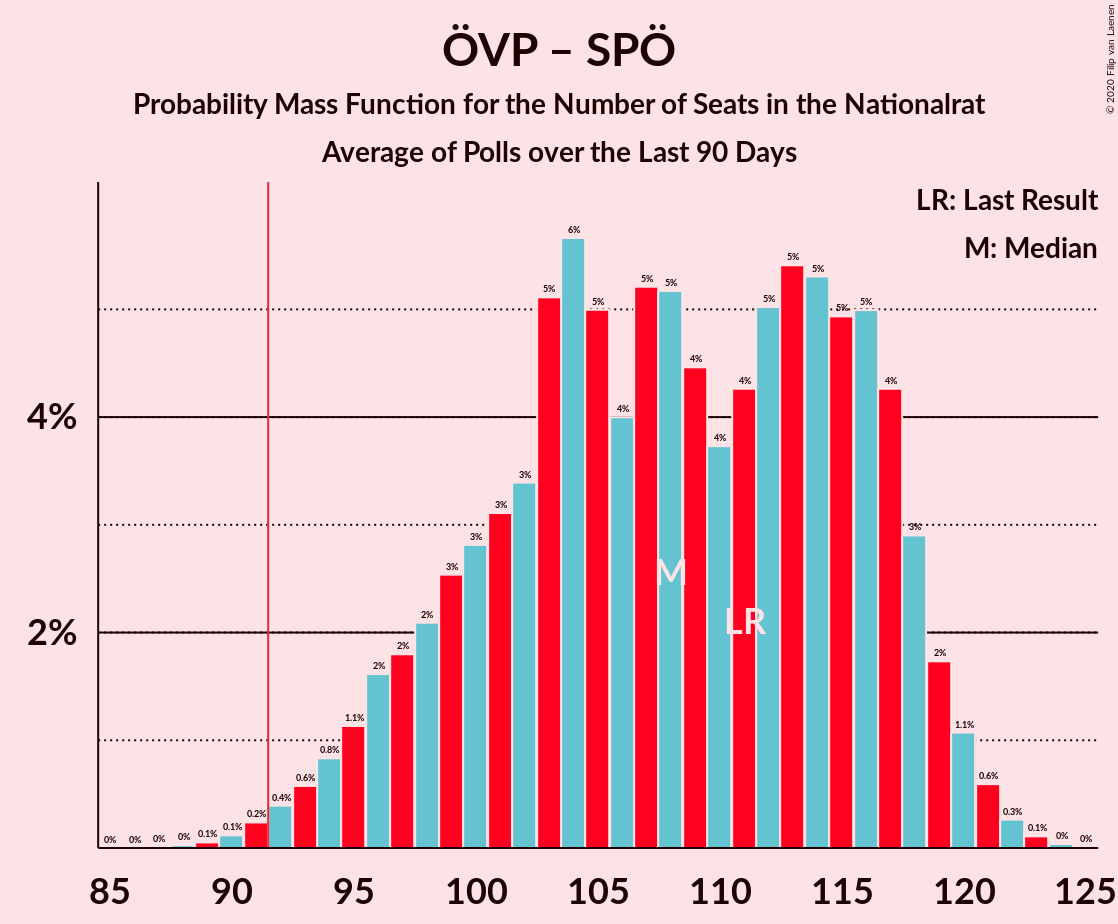 ÖVP – SPÖ
Probability Mass Function for the Number of Seats in the Nationalrat
Average of Polls over the Last 90 Days
© 2020 Filip van Laenen
LR: Last Result
M: Median
4%
2%
0% 0% 0% 0% 0.1% 0.1% 0.2% 0.4% 0.6% 0.8% 1.1% 2% 2% 2% 3% 3% 3% 3% 5% 6% 5% 4% 5% 5% 4% 4% 4% 5% 5% 5% 5% 5% 4% 3% 2% 1.1% 0.6% 0.3% 0.1% 0% 0%
M
LR
85 90 95 100 105 110 115 120 125